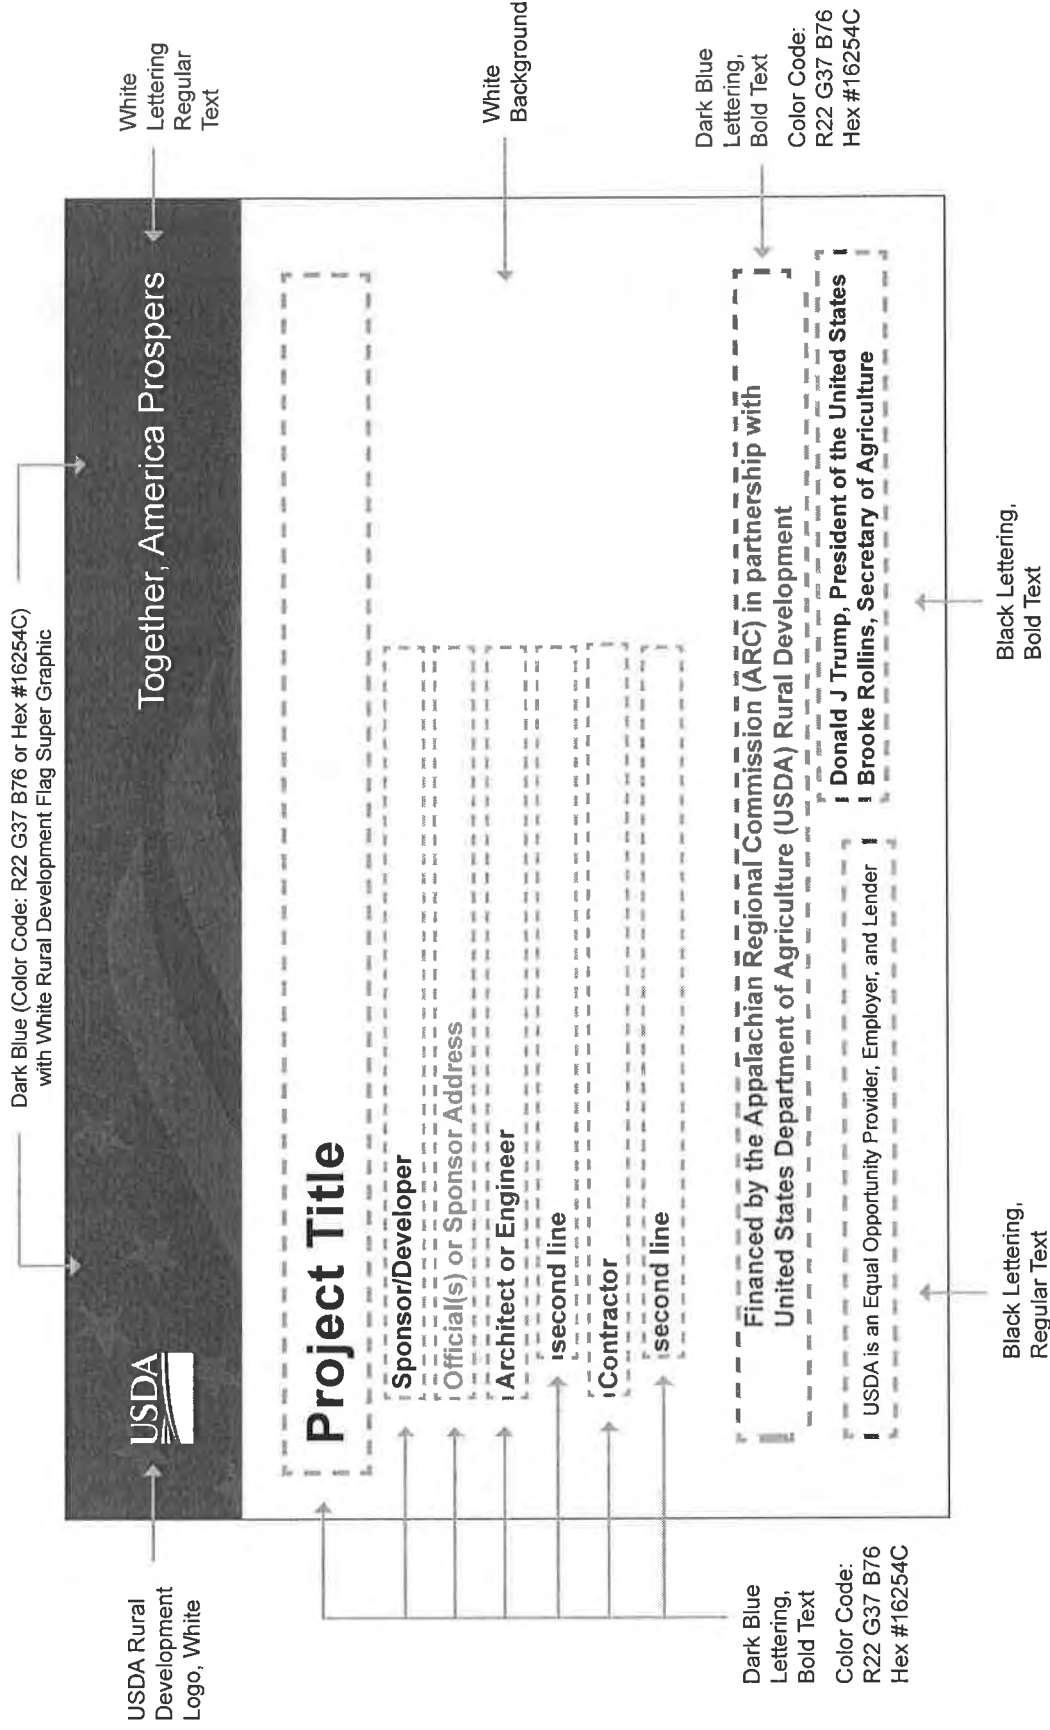 Dark Blue (Color Code: R22 G37 B76 or Hex #16254C)
with White Rural Development Flag Super Graphic
USDA Rural
Development
Logo, White
USDA
Together, America Prospers
White
Lettering
Regular
Text
Project Title
Sponsor/Developer
Official(s) or Sponsor Address
Architect or Engineer
second line
Contractor
second line
White
Background
Dark Blue
Lettering,
Bold Text
Color Code:
R22 G37 B76
Hex #16254C
Financed by the Appalachian Regional Commission (ARC) in partnership with
United States Department of Agriculture (USDA) Rural Development
Dark Blue
Lettering,
Bold Text
Color Code:
R22 G37 B76
Hex #16254C
USDA is an Equal Opportunity Provider, Employer, and Lender
Donald J Trump, President of the United States
Brooke Rollins, Secretary of Agriculture
Black Lettering,
Regular Text
Black Lettering,
Bold Text